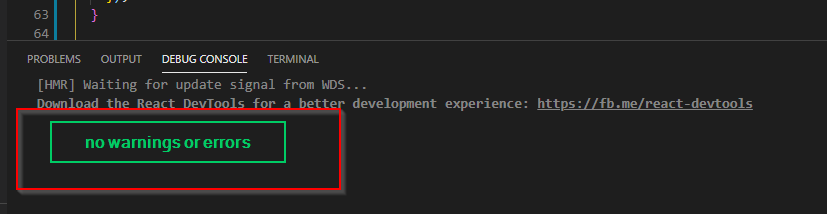 63 }
64
PROBLEMS OUTPUT DEBUG CONSOLE TERMINAL
[HMR] Waiting for update signal from WDS...
Download the React DevTools for a better development experience: https://fb.me/react-devtools
no warnings or errors